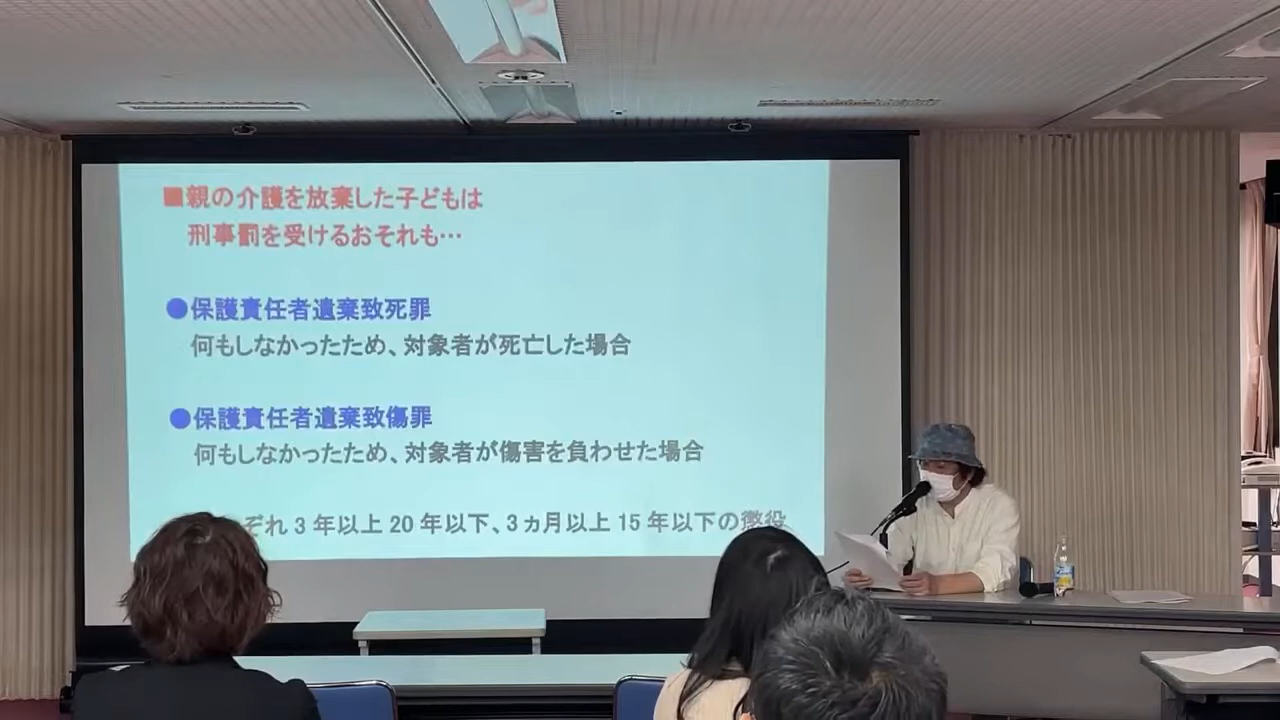 ■親の介護を放棄した子どもは
刑事罰を受けるおそれも…
●保護責任者遺棄致死罪
何もしなかったため、対象者が死亡した場合
●保護責任者遺棄致傷罪
何もしなかったため、対象者が傷害を負わせた場合
ぞれ3年以上20年以下、3ヵ月以上15年以下の懲役